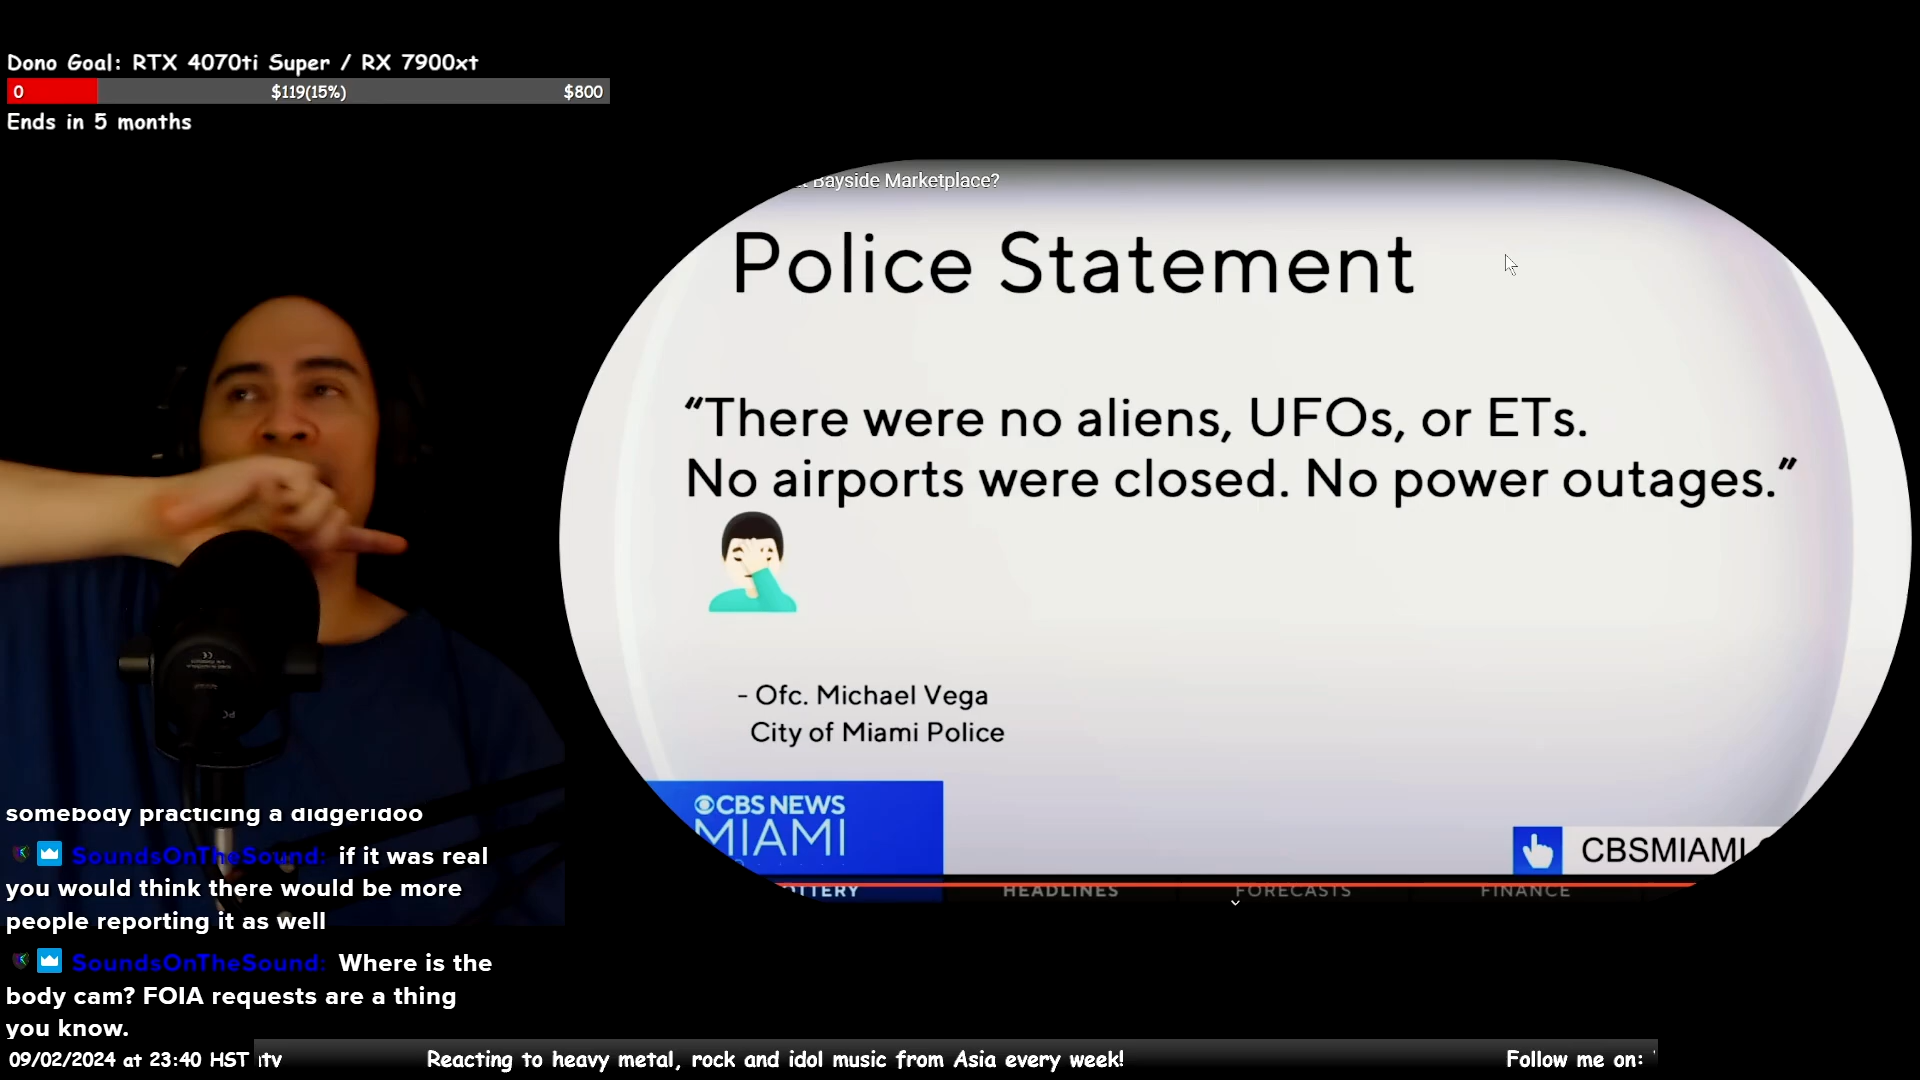 Dono Goal: RTX 4070ti Super / RX 7900xt
0 $119(15%) $800
Ends in 5 months
Bayside Marketplace?
Police Statement
“There were no aliens, UFOs, or ETs.
No airports were closed. No power outages.”
- Ofc. Michael Vega
City of Miami Police
CBS NEWS
MIAMI
CBSMIAMI
HEADLINES FORECASTS FINANCE
somebody practicing a didgeridoo
SoundsOnTheSound: if it was real
you would think there would be more
people reporting it as well
SoundsOnTheSound: Where is the
body cam? FOIA requests are a thing
you know.
09/02/2024 at 23:40 HST tv Reacting to heavy metal, rock and idol music from Asia every week! Follow me on: